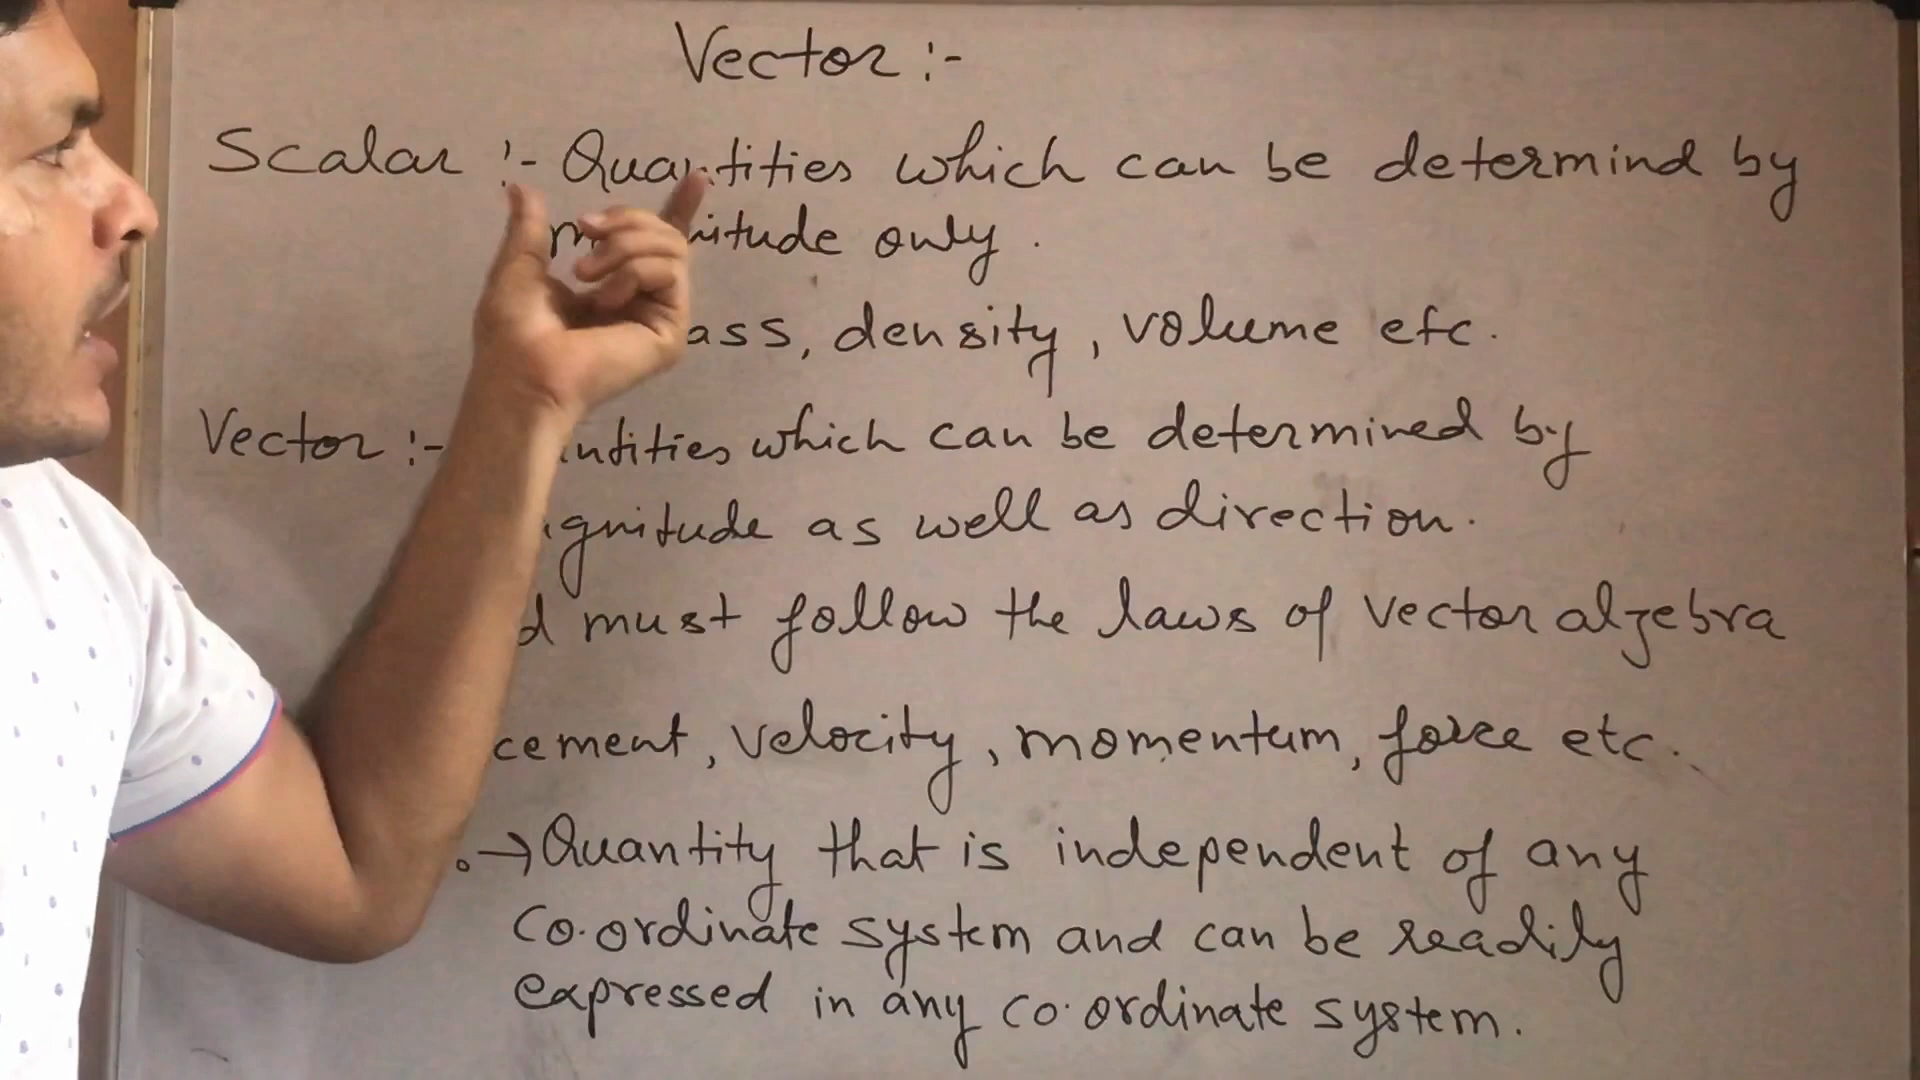 Vector :-
Scalar :- Quantities which can be determind by
magnitude only.
ass, density, volume etc.
Vector :- ntities which can be determined by
gnitude as well as direction.
d must follow the laws of vector algebra
cement, velocity, momentum, force etc.
→ Quantity that is independent of any
Co-ordinate system and can be readily
expressed in any co-ordinate system.